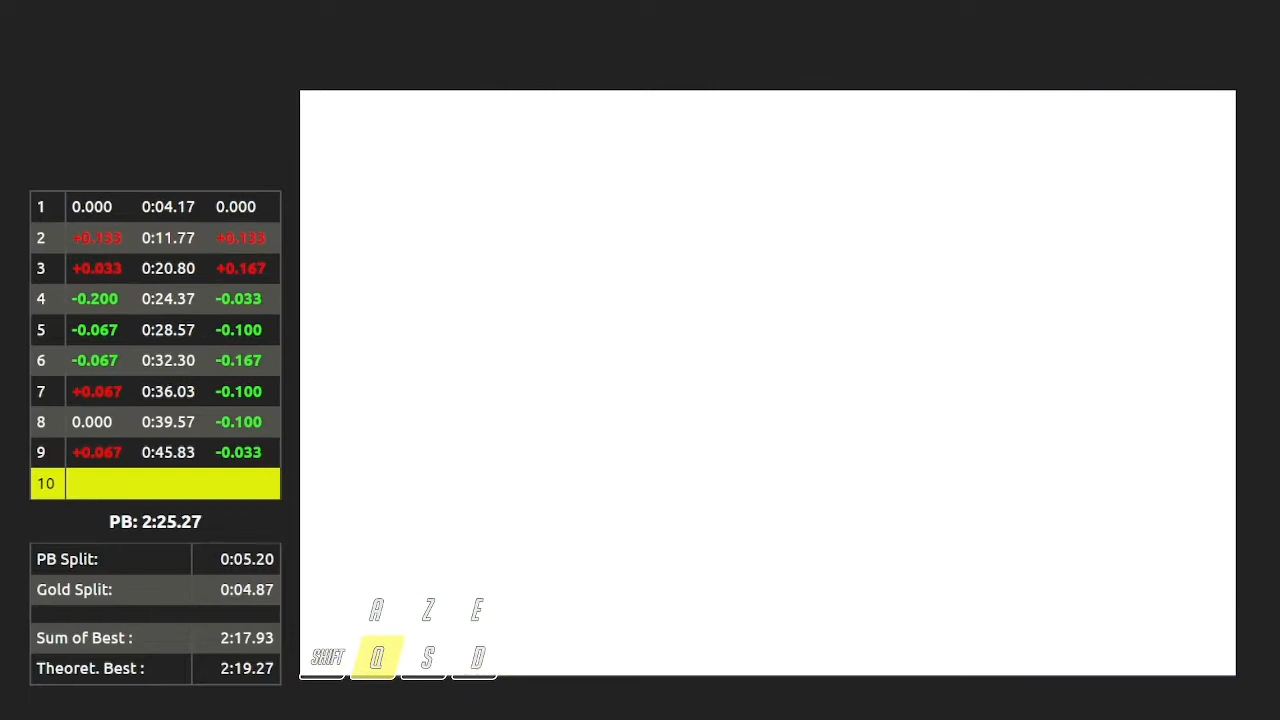 1 0.000 0:04.17 0.000
2 +0.133 0:11.77 +0.133
3 +0.033 0:20.80 +0.167
4 -0.200 0:24.37 -0.033
5 -0.067 0:28.57 -0.100
6 -0.067 0:32.30 -0.167
7 +0.067 0:36.03 -0.100
8 0.000 0:39.57 -0.100
9 +0.067 0:45.83 -0.033
10
PB: 2:25.27
PB Split: 0:05.20
Gold Split: 0:04.87
Sum of Best : 2:17.93
Theoret. Best : 2:19.27
A Z E
SHIFT Q S D